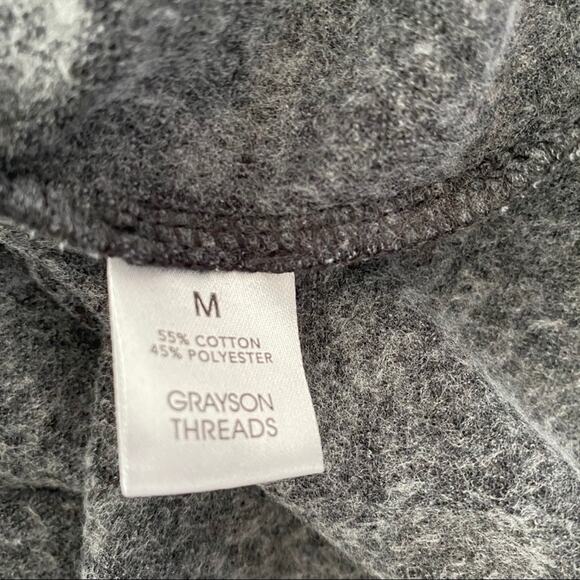 M
55% COTTON
45% POLYESTER
GRAYSON
THREADS